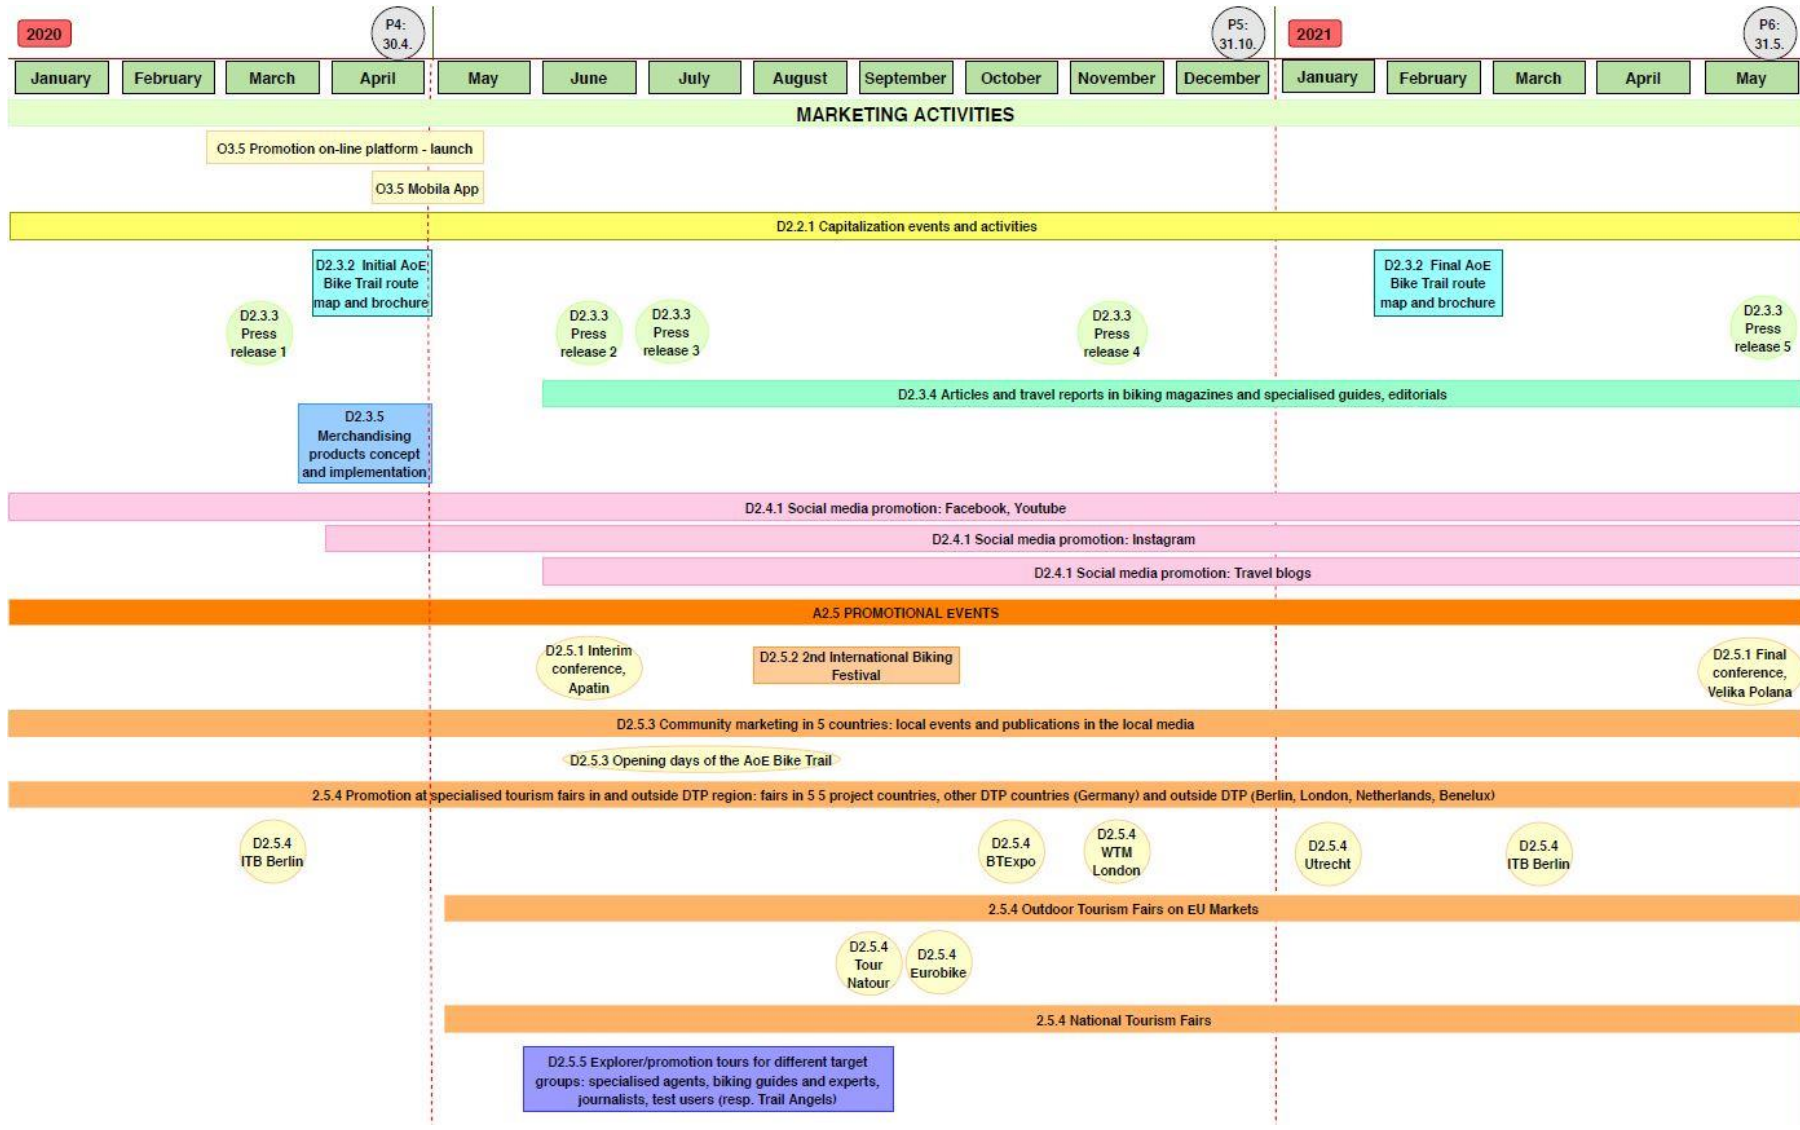 2020
P4:
30.4.
P5:
31.10.
2021
P6:
31.5.
January
February
March
April
May
June
July
August
September
October
November
December
January
February
March
April
May
MARKETING ACTIVITIES
O3.5 Promotion on-line platform - launch
O3.5 Mobila App
D2.2.1 Capitalization events and activities
D2.3.2 Initial AoE
Bike Trail route
map and brochure
D2.3.2 Final AoE
Bike Trail route
map and brochure
D2.3.3
Press
release 1
D2.3.3
Press
release 2
D2.3.3
Press
release 3
D2.3.3
Press
release 4
D2.3.3
Press
release 5
D2.3.4 Articles and travel reports in biking magazines and specialised guides, editorials
D2.3.5
Merchandising
products concept
and implementation
D2.4.1 Social media promotion: Facebook, Youtube
D2.4.1 Social media promotion: Instagram
D2.4.1 Social media promotion: Travel blogs
A2.5 PROMOTIONAL EVENTS
D2.5.1 Interim
conference,
Apatin
D2.5.2 2nd International Biking
Festival
D2.5.1 Final
conference,
Velika Polana
D2.5.3 Community marketing in 5 countries: local events and publications in the local media
D2.5.3 Opening days of the AoE Bike Trail
2.5.4 Promotion at specialised tourism fairs in and outside DTP region: fairs in 5 5 project countries, other DTP countries (Germany) and outside DTP (Berlin, London, Netherlands, Benelux)
D2.5.4
ITB Berlin
D2.5.4
BTExpo
D2.5.4
WTM
London
D2.5.4
Utrecht
D2.5.4
ITB Berlin
2.5.4 Outdoor Tourism Fairs on EU Markets
D2.5.4
Tour
Natour
D2.5.4
Eurobike
2.5.4 National Tourism Fairs
D2.5.5 Explorer/promotion tours for different target
groups: specialised agents, biking guides and experts,
journalists, test users (resp. Trail Angels)